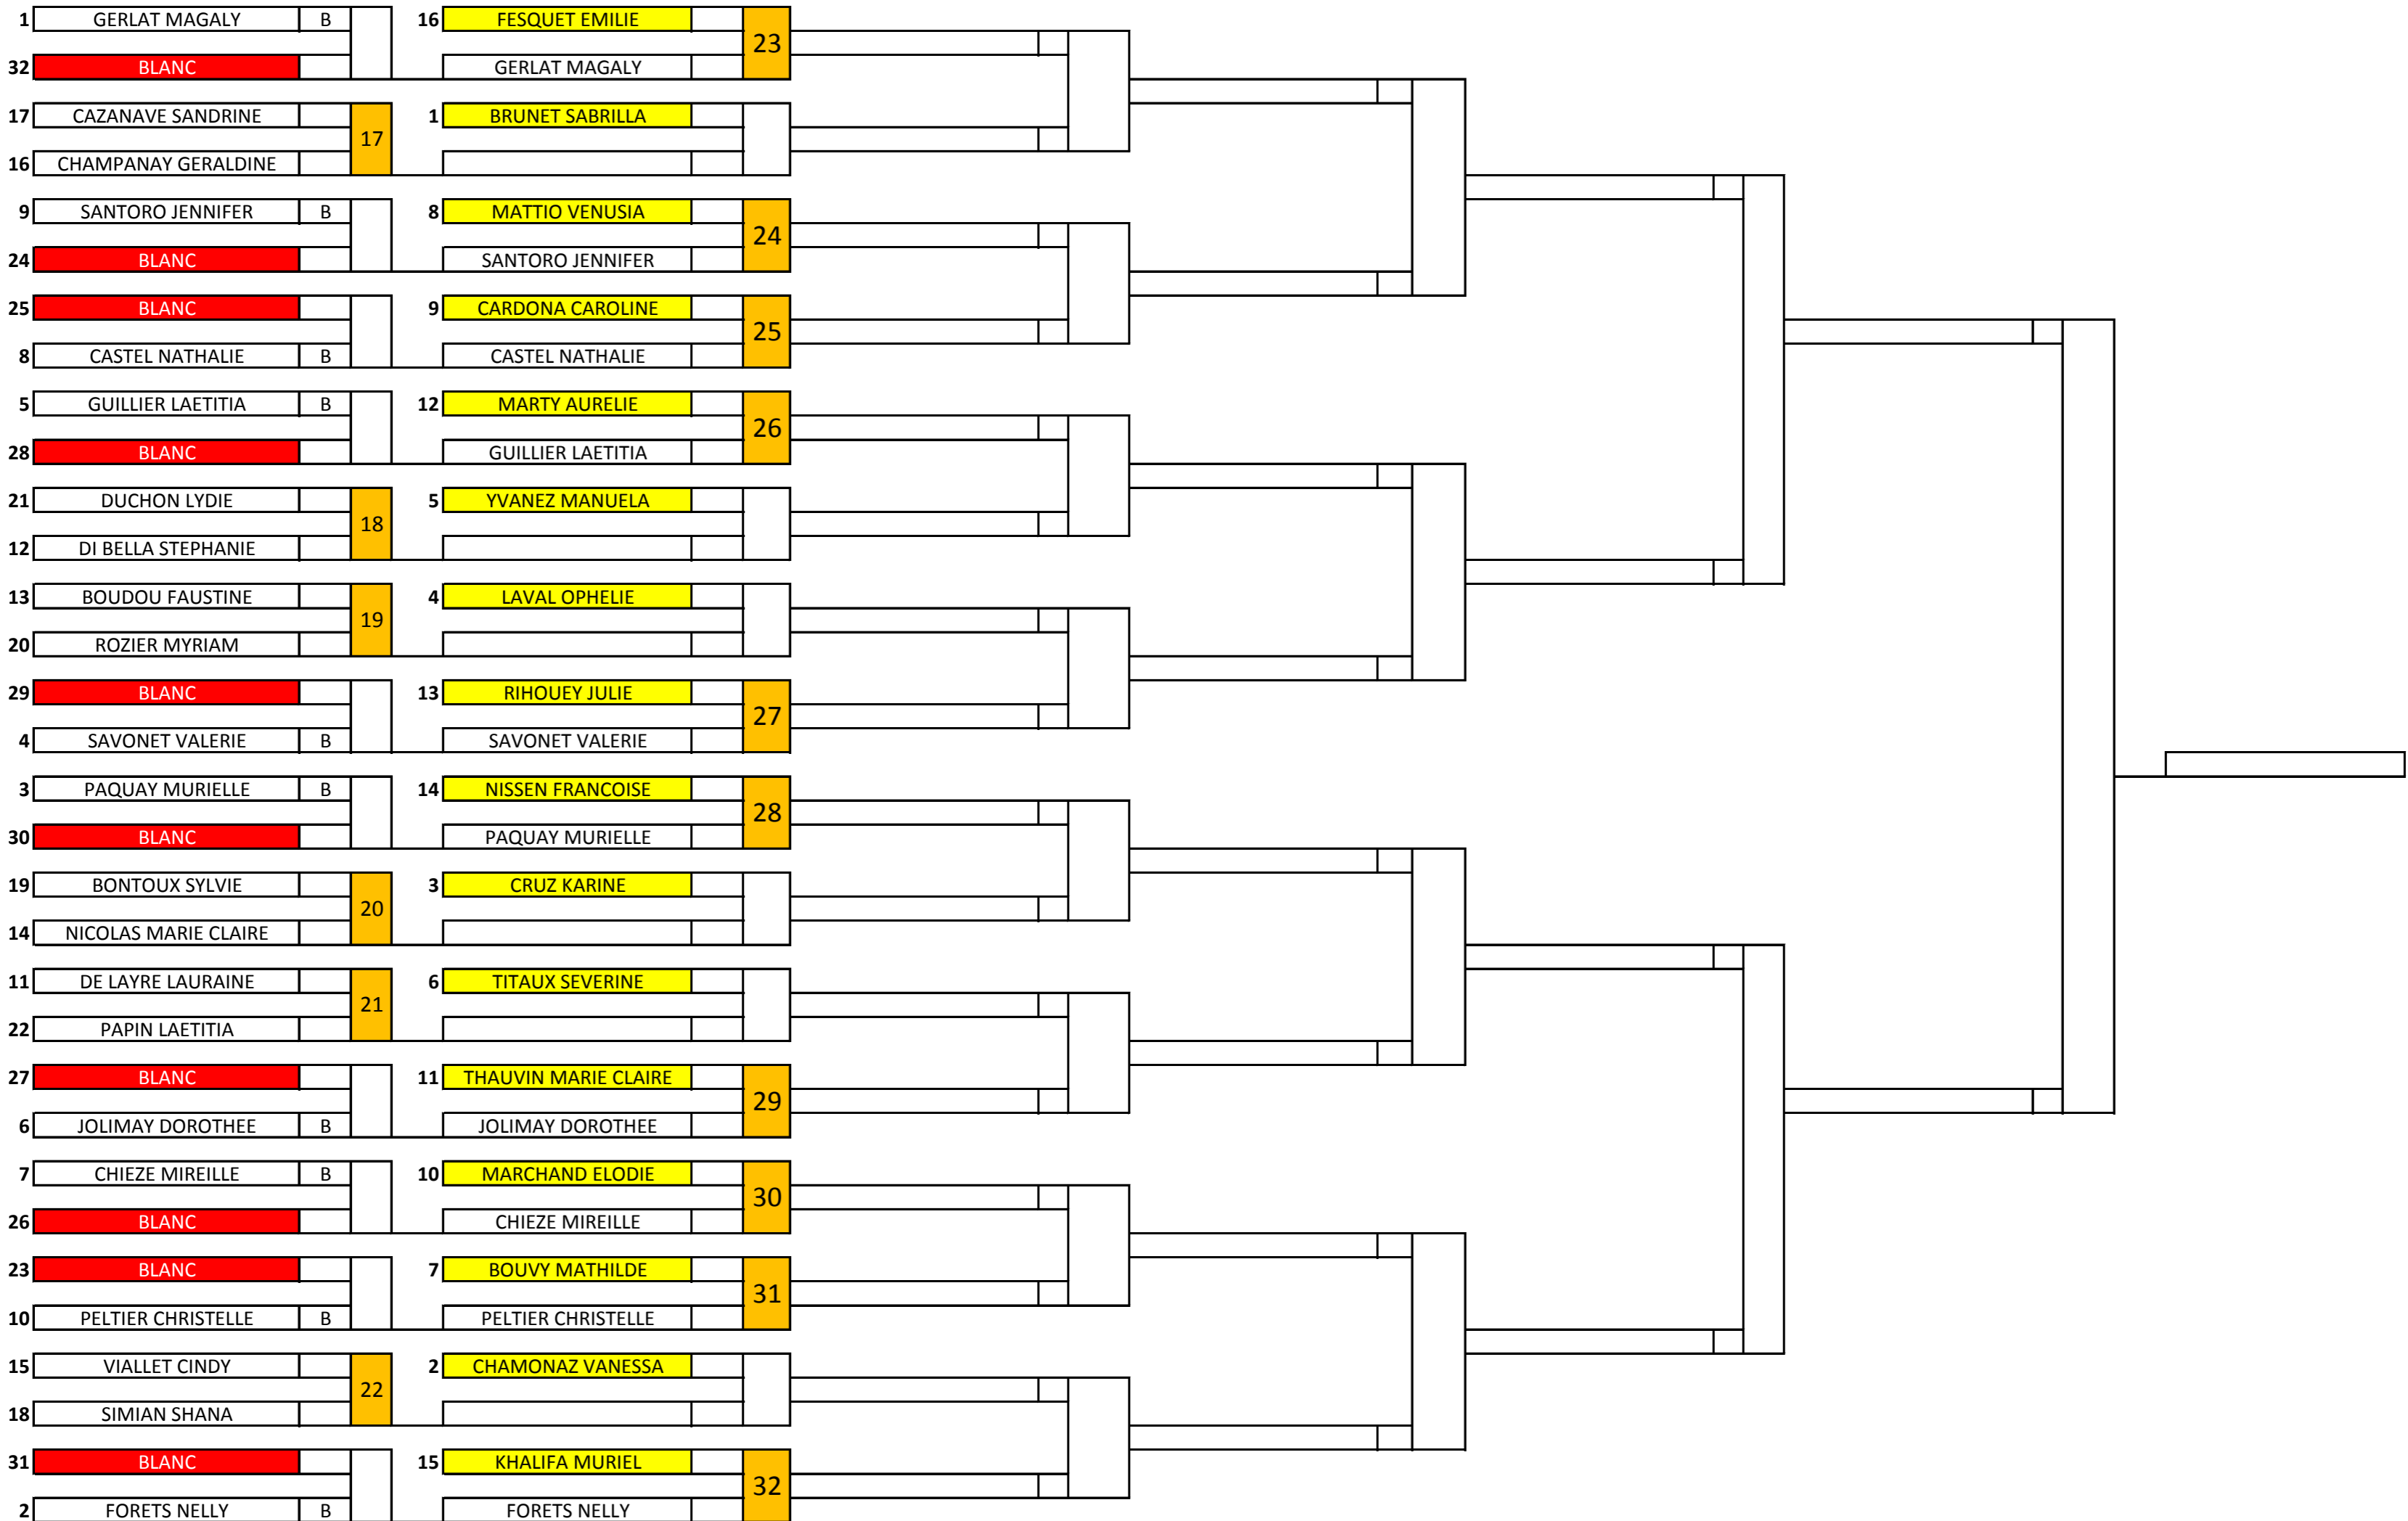 1 GERLAT MAGALY B 16 FESQUET EMILIE
23
32 BLANC GERLAT MAGALY
17 CAZANAVE SANDRINE 1 BRUNET SABRILLA
17
16 CHAMPANAY GERALDINE
9 SANTORO JENNIFER B 8 MATTIO VENUSIA
24
24 BLANC SANTORO JENNIFER
25 BLANC 9 CARDONA CAROLINE
25
8 CASTEL NATHALIE B CASTEL NATHALIE
5 GUILLIER LAETITIA B 12 MARTY AURELIE
26
28 BLANC GUILLIER LAETITIA
21 DUCHON LYDIE 5 YVANEZ MANUELA
18
12 DI BELLA STEPHANIE
13 BOUDOU FAUSTINE 4 LAVAL OPHELIE
19
20 ROZIER MYRIAM
29 BLANC 13 RIHOUEY JULIE
27
4 SAVONET VALERIE B SAVONET VALERIE
3 PAQUAY MURIELLE B 14 NISSEN FRANCOISE
28
30 BLANC PAQUAY MURIELLE
19 BONTOUX SYLVIE 3 CRUZ KARINE
20
14 NICOLAS MARIE CLAIRE
11 DE LAYRE LAURAINE 6 TITAUX SEVERINE
21
22 PAPIN LAETITIA
27 BLANC 11 THAUVIN MARIE CLAIRE
29
6 JOLIMAY DOROTHEE B JOLIMAY DOROTHEE
7 CHIEZE MIREILLE B 10 MARCHAND ELODIE
30
26 BLANC CHIEZE MIREILLE
23 BLANC 7 BOUVY MATHILDE
31
10 PELTIER CHRISTELLE B PELTIER CHRISTELLE
15 VIALLET CINDY 2 CHAMONAZ VANESSA
22
18 SIMIAN SHANA
31 BLANC 15 KHALIFA MURIEL
32
2 FORETS NELLY B FORETS NELLY